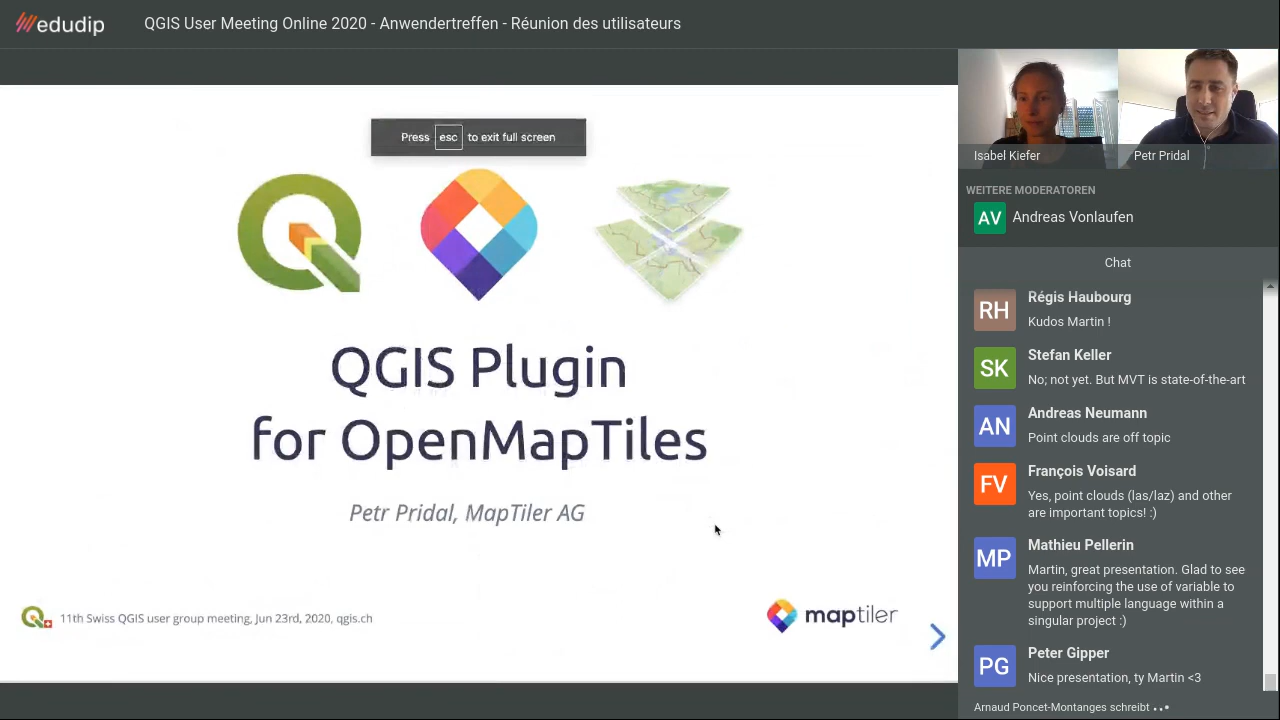 edudip
QGIS User Meeting Online 2020 - Anwendertreffen - Réunion des utilisateurs
Press esc to exit full screen
QGIS Plugin
for OpenMapTiles
Petr Pridal, MapTiler AG
11th Swiss QGIS user group meeting, Jun 23rd, 2020, qgis.ch
maptiler
Isabel Kiefer
Petr Pridal
WEITERE MODERATOREN
AV
Andreas Vonlaufen
Chat
RH
Régis Haubourg
Kudos Martin !
SK
Stefan Keller
No; not yet. But MVT is state-of-the-art
AN
Andreas Neumann
Point clouds are off topic
FV
François Voisard
Yes, point clouds (las/laz) and other
are important topics! :)
MP
Mathieu Pellerin
Martin, great presentation. Glad to see
you reinforcing the use of variable to
support multiple language within a
singular project :)
PG
Peter Gipper
Nice presentation, ty Martin <3
Arnaud Poncet-Montanges schreibt